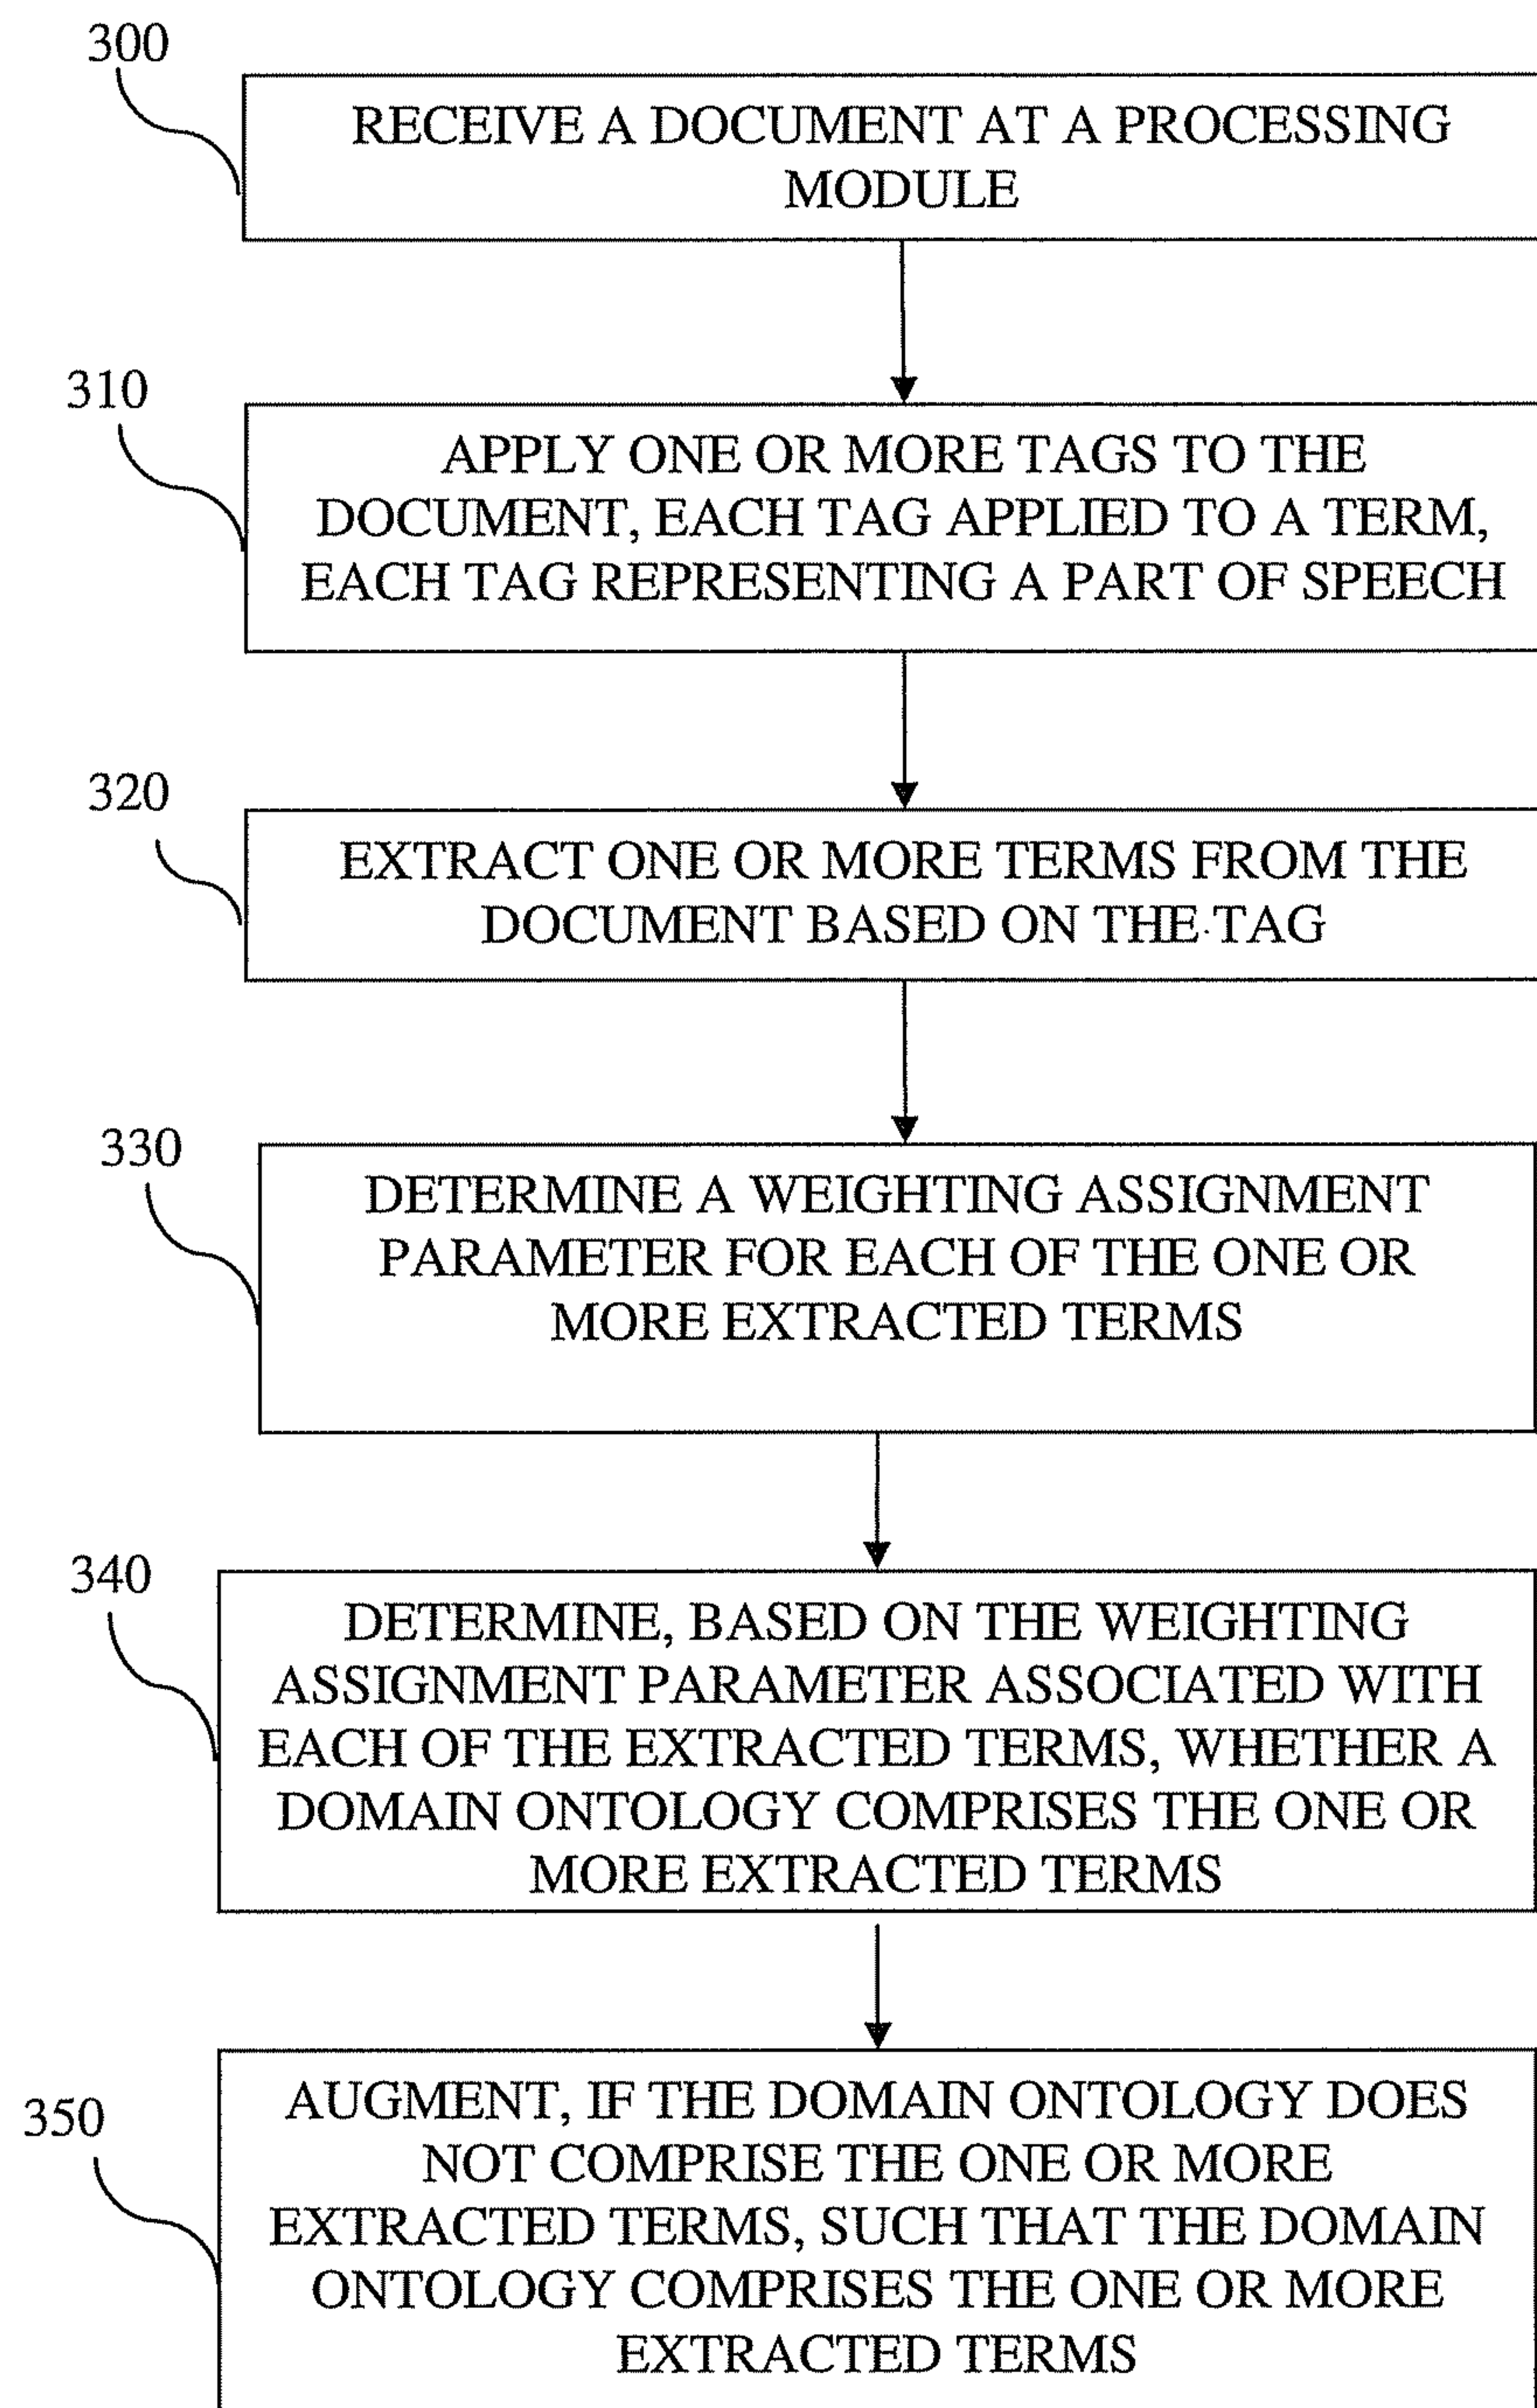 300
RECEIVE A DOCUMENT AT A PROCESSING
MODULE
310
APPLY ONE OR MORE TAGS TO THE
DOCUMENT, EACH TAG APPLIED TO A TERM,
EACH TAG REPRESENTING A PART OF SPEECH
320
EXTRACT ONE OR MORE TERMS FROM THE
DOCUMENT BASED ON THE TAG
330
DETERMINE A WEIGHTING ASSIGNMENT
PARAMETER FOR EACH OF THE ONE OR
MORE EXTRACTED TERMS
340
DETERMINE, BASED ON THE WEIGHTING
ASSIGNMENT PARAMETER ASSOCIATED WITH
EACH OF THE EXTRACTED TERMS, WHETHER A
DOMAIN ONTOLOGY COMPRISES THE ONE OR
MORE EXTRACTED TERMS
350
AUGMENT, IF THE DOMAIN ONTOLOGY DOES
NOT COMPRISE THE ONE OR MORE
EXTRACTED TERMS, SUCH THAT THE DOMAIN
ONTOLOGY COMPRISES THE ONE OR MORE
EXTRACTED TERMS